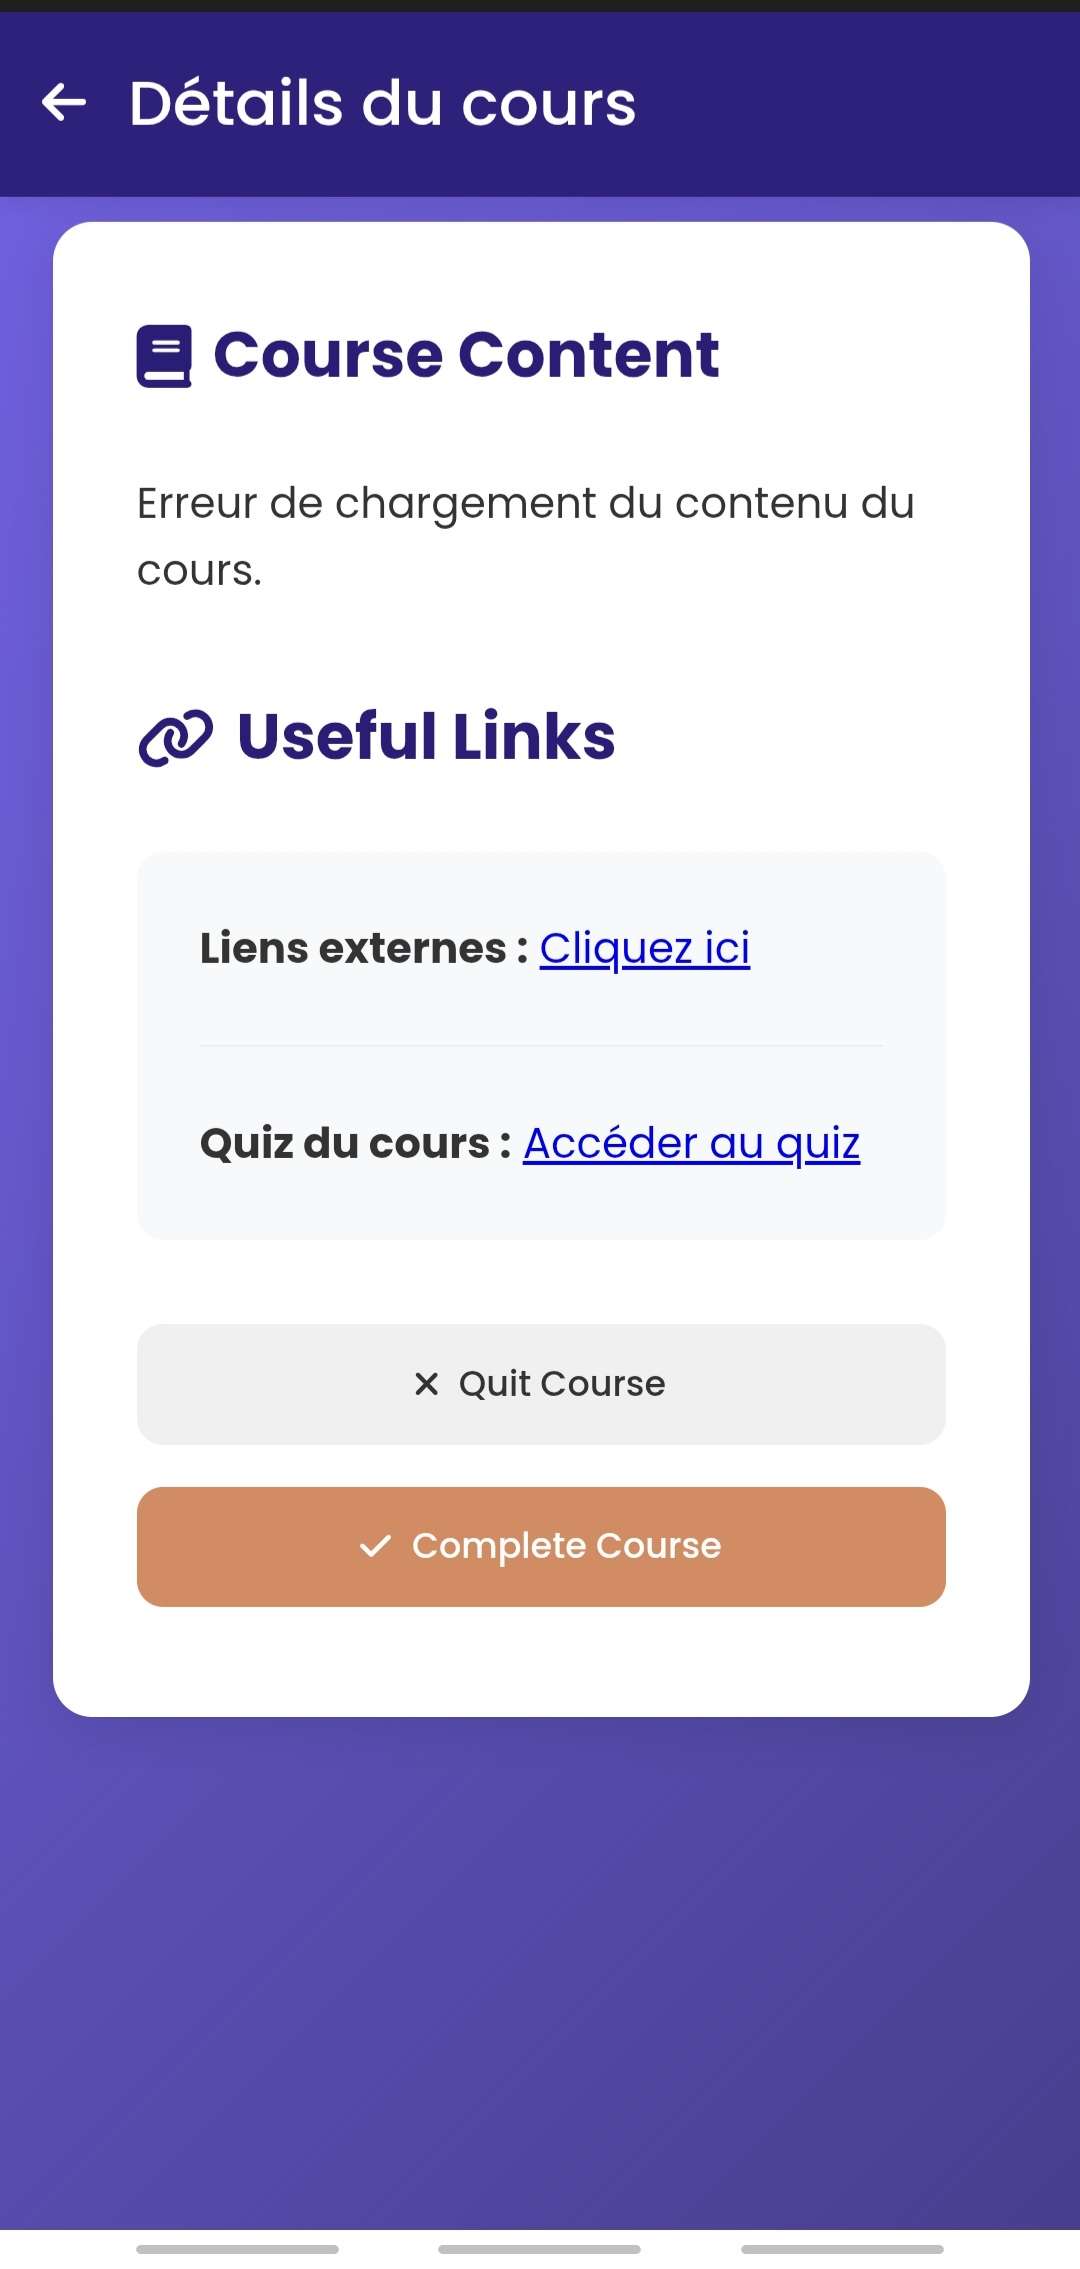 Détails du cours
Course Content
Erreur de chargement du contenu du
cours.
Useful Links
Liens externes : Cliquez ici
Quiz du cours : Accéder au quiz
Quit Course
Complete Course